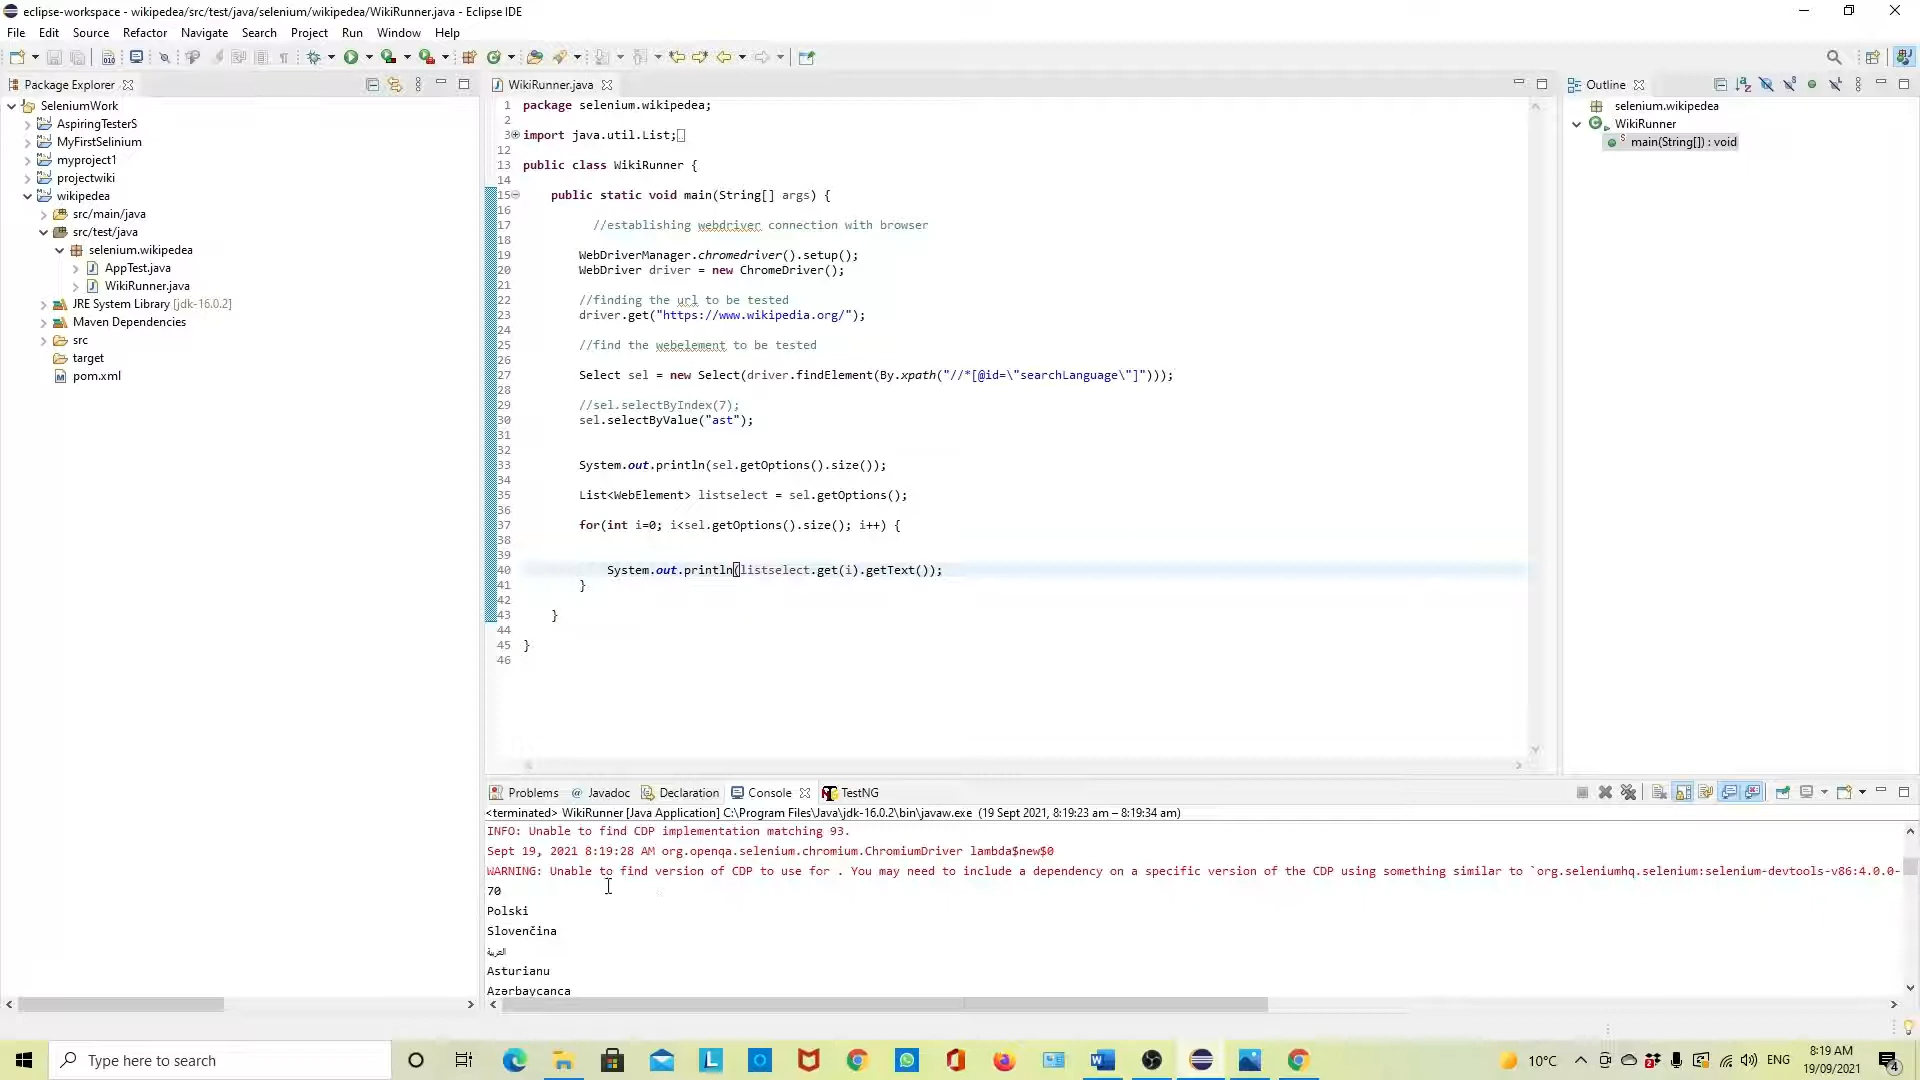 eclipse-workspace - wikipedea/src/test/java/selenium/wikipedea/WikiRunner.java - Eclipse IDE
File Edit Source Refactor Navigate Search Project Run Window Help
Package Explorer
SeleniumWork
AspiringTesterS
MyFirstSelinium
myproject1
projectwiki
wikipedea
src/main/java
src/test/java
selenium.wikipedea
AppTest.java
WikiRunner.java
JRE System Library [jdk-16.0.2]
Maven Dependencies
src
target
pom.xml
WikiRunner.java
1 package selenium.wikipedea;
2
3 import java.util.List;
12
13 public class WikiRunner {
14
15 public static void main(String[] args) {
16
17 //establishing webdriver connection with browser
18
19 WebDriverManager.chromedriver().setup();
20 WebDriver driver = new ChromeDriver();
21
22 //finding the url to be tested
23 driver.get("https://www.wikipedia.org/");
24
25 //find the webelement to be tested
26
27 Select sel = new Select(driver.findElement(By.xpath("//*[@id=\"searchLanguage\"]")));
28
29 //sel.selectByIndex(7);
30 sel.selectByValue("ast");
31
32
33 System.out.println(sel.getOptions().size());
34
35 List<WebElement> listselect = sel.getOptions();
36
37 for(int i=0; i<sel.getOptions().size(); i++) {
38
39
40 System.out.println(listselect.get(i).getText());
41 }
42
43 }
44
45 }
46
Outline
selenium.wikipedea
WikiRunner
main(String[]) : void
Problems @ Javadoc Declaration Console TestNG
<terminated> WikiRunner [Java Application] C:\Program Files\Java\jdk-16.0.2\bin\javaw.exe (19 Sept 2021, 8:19:23 am – 8:19:34 am)
INFO: Unable to find CDP implementation matching 93.
Sept 19, 2021 8:19:28 AM org.openqa.selenium.chromium.ChromiumDriver lambda$new$0
WARNING: Unable to find version of CDP to use for . You may need to include a dependency on a specific version of the CDP using something similar to `org.seleniumhq.selenium:selenium-devtools-v86:4.0.0-
70
Polski
Slovenčina
العربية
Asturianu
Azərbaycanca
Type here to search
10°C
ENG
8:19 AM
19/09/2021
4